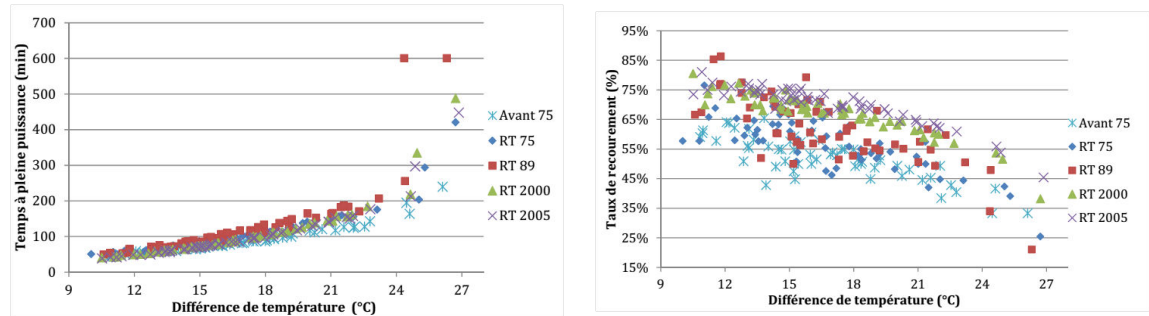 Temps à pleine puissance (min)
700
600
500
400
300
200
100
0
9 12 15 18 21 24 27
Différence de température (°C)
Avant 75
RT 75
RT 89
RT 2000
RT 2005
Taux de recourement (%)
95%
85%
75%
65%
55%
45%
35%
25%
15%
9 12 15 18 21 24 27
Différence de température (°C)
Avant 75
RT 75
RT 89
RT 2000
RT 2005